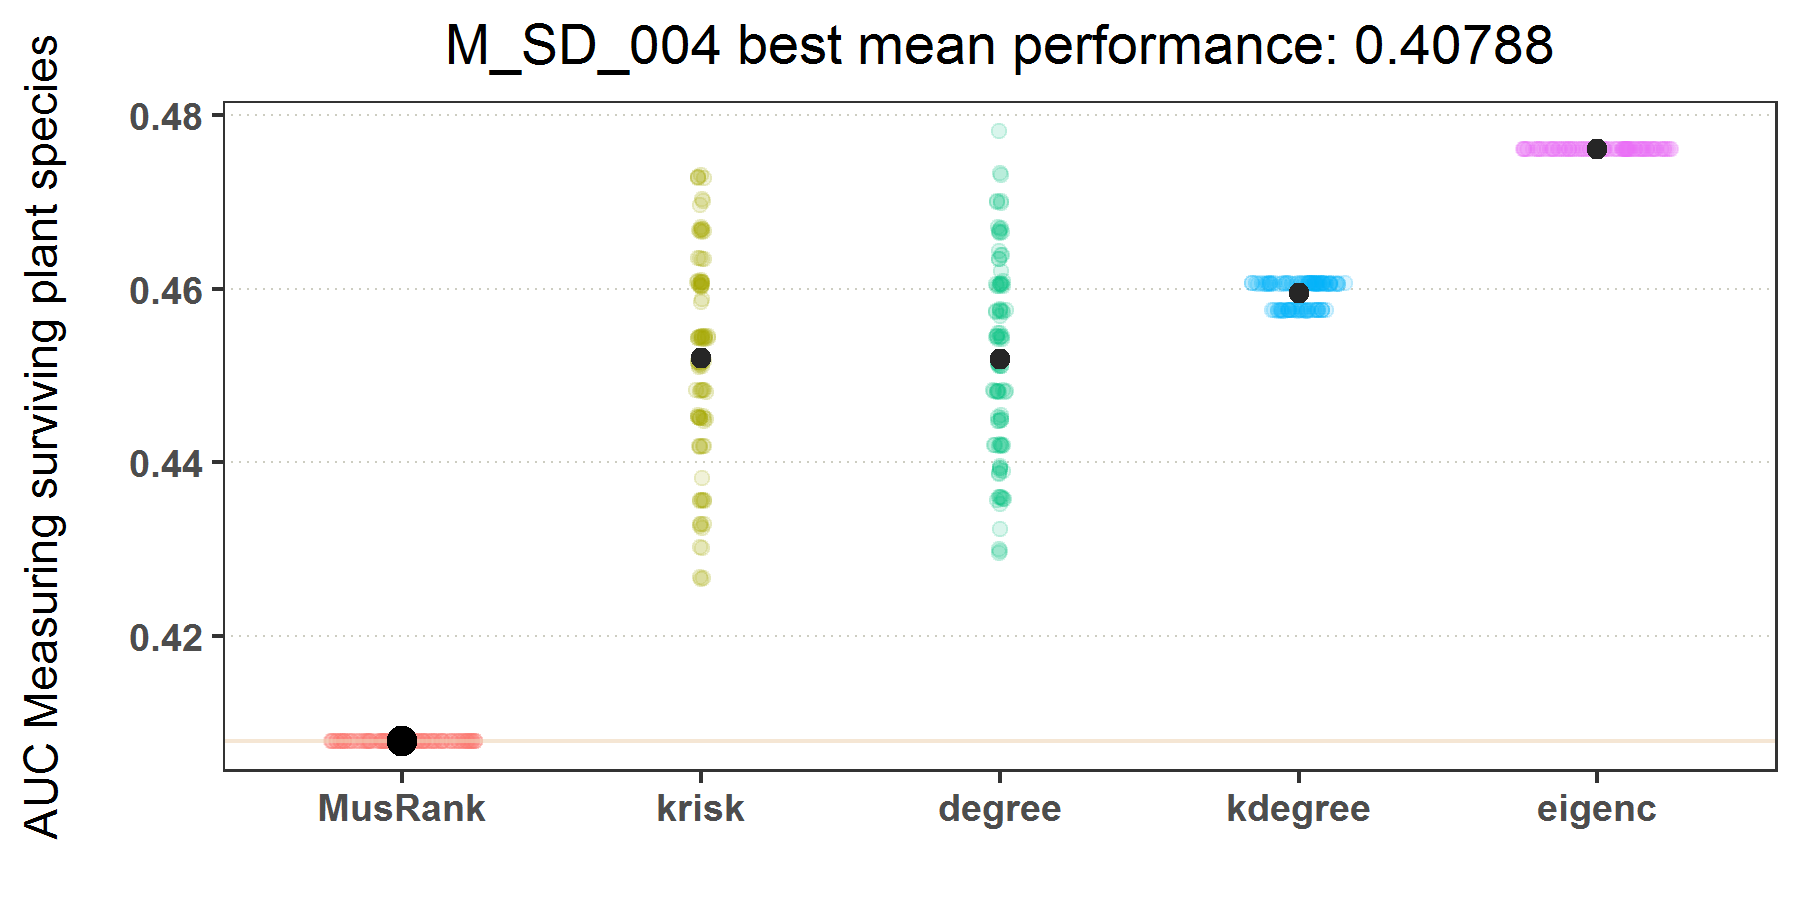 M_SD_004 best mean performance: 0.40788
AUC Measuring surviving plant species
0.48
0.46
0.44
0.42
MusRank krisk degree kdegree eigenc